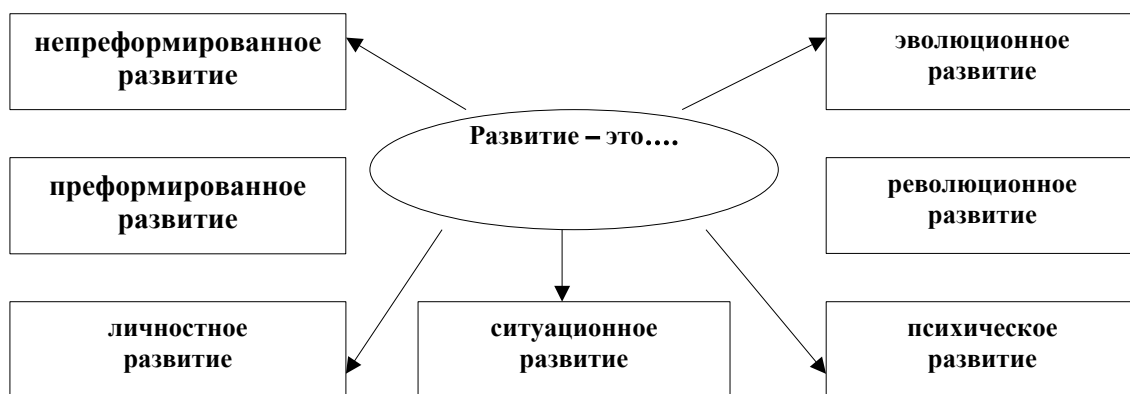 непреформированное
развитие
эволюционное
развитие
Развитие – это....
преформированное
развитие
революционное
развитие
личностное
развитие
ситуационное
развитие
психическое
развитие